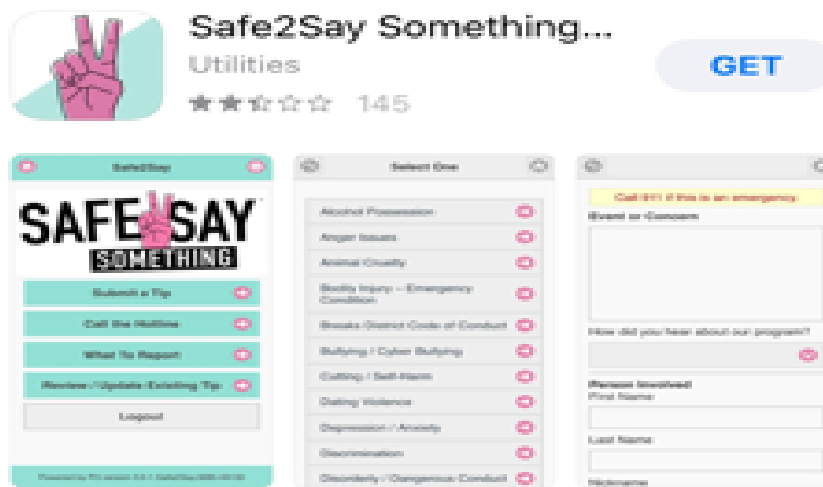 Safe2Say Something...
Utilities
GET
145
Safe2Say
SAFE SAY
SOMETHING
Submit a Tip
Call the Hotline
What To Report
Review / Update Existing Tip
Logout
Select One
Alcohol Possession
Anger Issues
Animal Cruelty
Bodily Injury – Emergency
Condition
Breaks District Code of Conduct
Bullying / Cyber Bullying
Cutting / Self-Harm
Dating Violence
Depression / Anxiety
Discrimination
Disorderly / Dangerous Conduct
Call 911 if this is an emergency.
Event or Concern
How did you hear about our program?
Person Involved
First Name
Last Name
Nickname